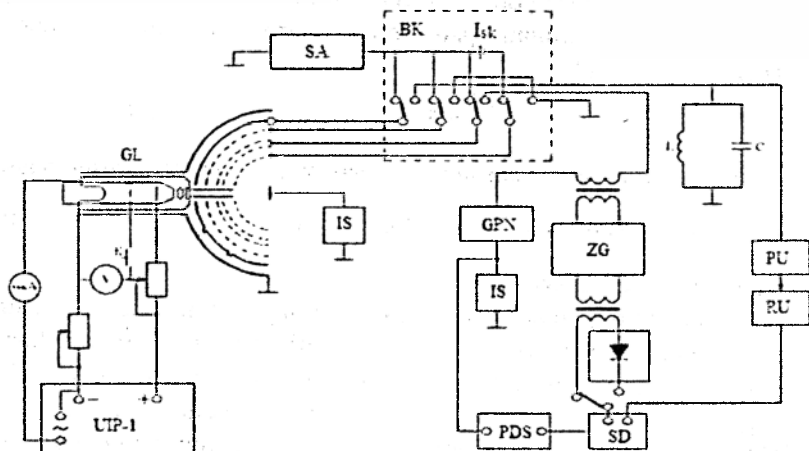 SA
BK
I_sk
GL
IS
GPN
ZG
IS
L
C
PU
RU
mA
UIP-1
− +
~
PDS
SD